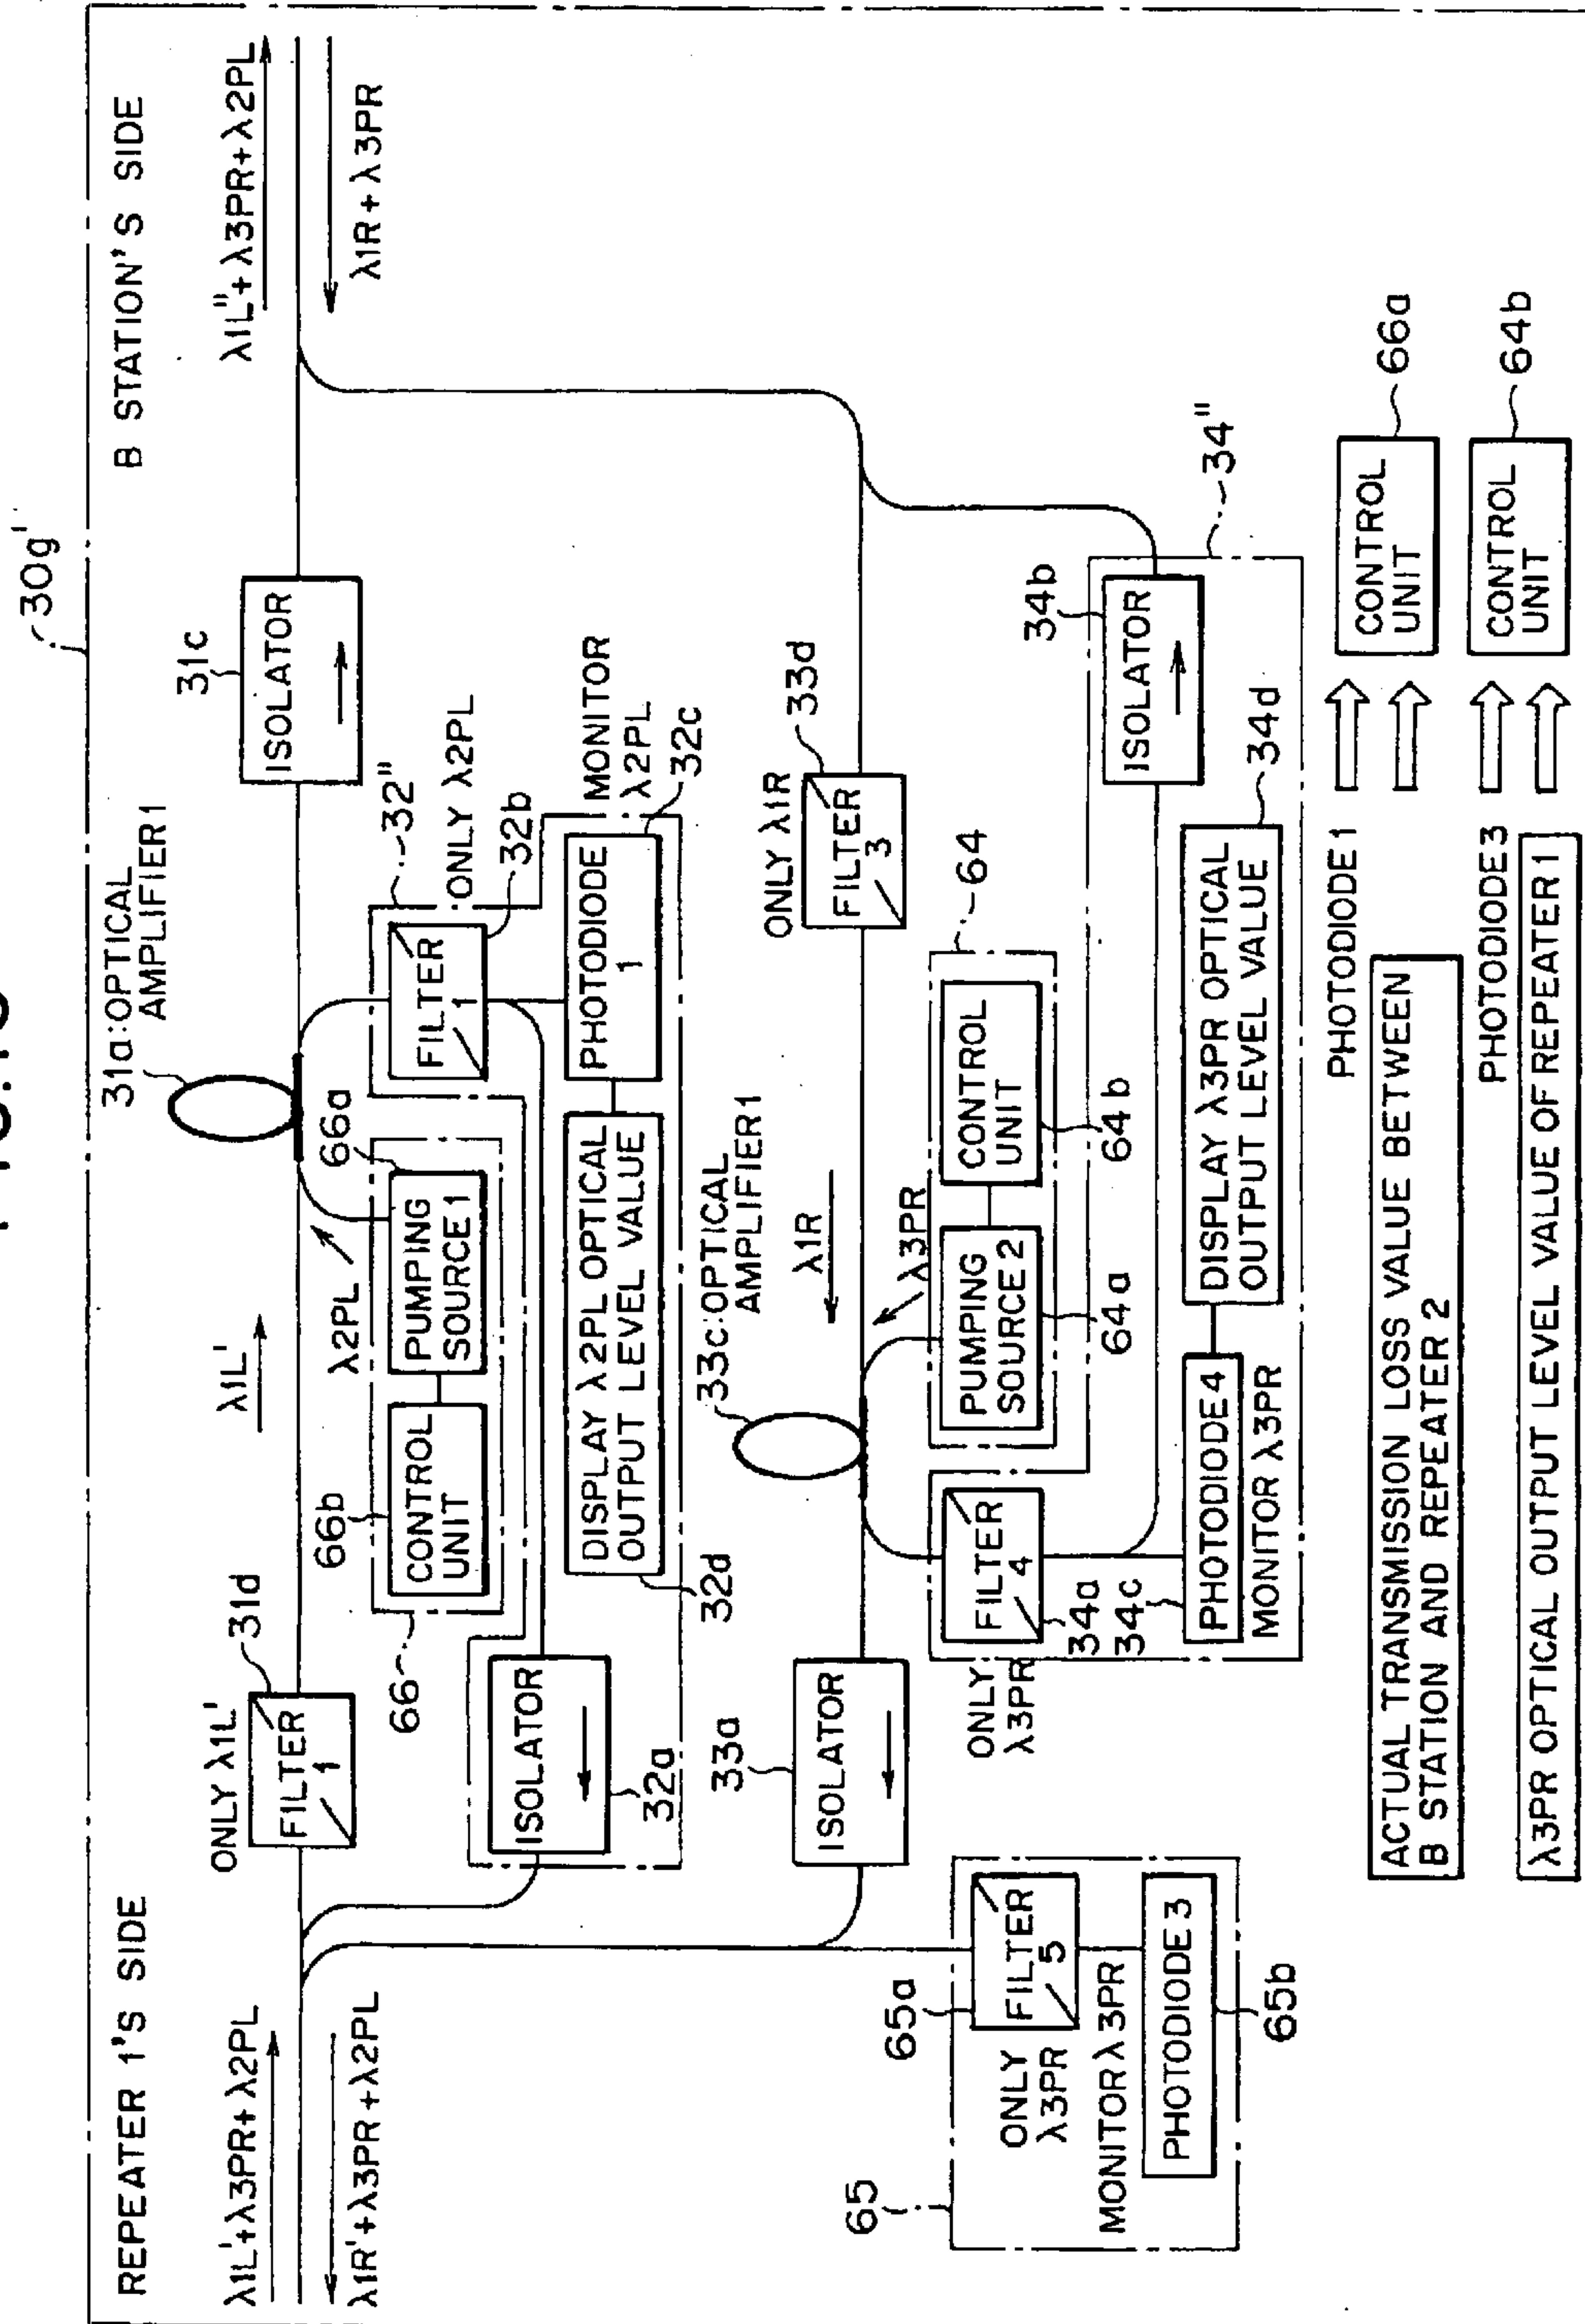 30g'
REPEATER 1'S SIDE
B STATION'S SIDE
λ1L'+λ3PR+λ2PL
λ1R'+λ3PR+λ2PL
λ1L''+λ3PR+λ2PL
λ1R+λ3PR
ONLY λ1L'
31d
FILTER
1
λ1L'
31a:OPTICAL
AMPLIFIER1
31c
ISOLATOR
λ2PL
66b
CONTROL
UNIT
PUMPING
SOURCE 1
66a
66
32''
ONLY λ2PL
FILTER
1
32b
MONITOR
λ2PL
32c
PHOTODIODE
1
DISPLAY λ2PL OPTICAL
OUTPUT LEVEL VALUE
32d
ISOLATOR
32a
33a
ISOLATOR
33c:OPTICAL
AMPLIFIER1
λ1R
ONLY λ1R
33d
FILTER
3
λ3PR
PUMPING
SOURCE 2
64a
CONTROL
UNIT
64b
64
ONLY
λ3PR
FILTER
4
34a
34c
PHOTODIODE 4
MONITOR λ3PR
DISPLAY λ3PR OPTICAL
OUTPUT LEVEL VALUE
34d
34b
ISOLATOR
34''
65
65a
FILTER
5
ONLY
λ3PR
MONITOR λ3PR
PHOTODIODE 3
65b
PHOTODIODE 1
ACTUAL TRANSMISSION LOSS VALUE BETWEEN
B STATION AND REPEATER 2
CONTROL
UNIT
66a
PHOTODIODE 3
λ3PR OPTICAL OUTPUT LEVEL VALUE OF REPEATER 1
CONTROL
UNIT
64b